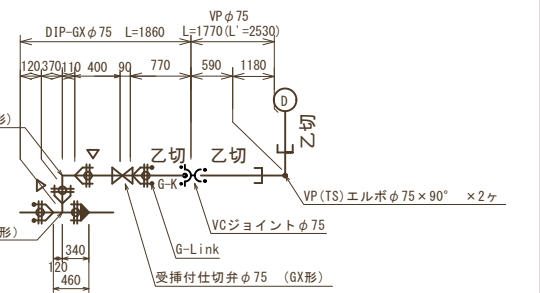 VPφ75
DIP-GXφ75 L=1860
L=1770(L'=2530)
120
370
110
400
90
770
590
1180
D
乙切
形)
乙切
乙切
G-K
VP(TS)エルボφ75×90° ×2ヶ
VCジョイントφ75
形)
G-Link
340
120
受挿付仕切弁φ75 (GX形)
460